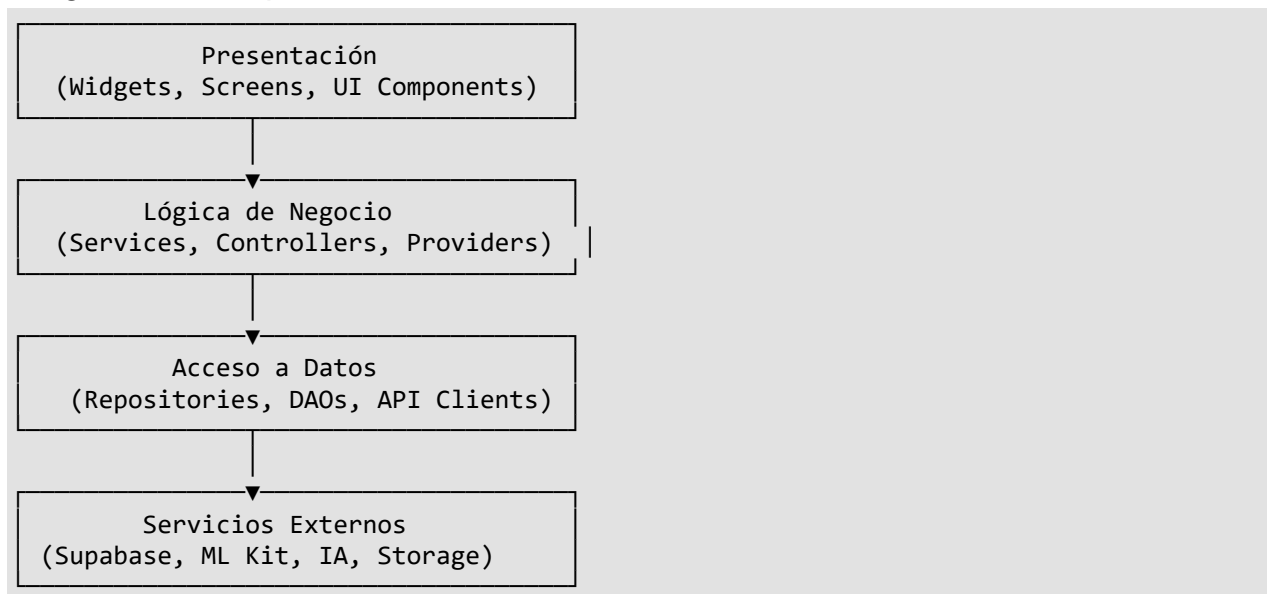 Presentación
(Widgets, Screens, UI Components)
Lógica de Negocio
(Services, Controllers, Providers)
Acceso a Datos
(Repositories, DAOs, API Clients)
Servicios Externos
(Supabase, ML Kit, IA, Storage)